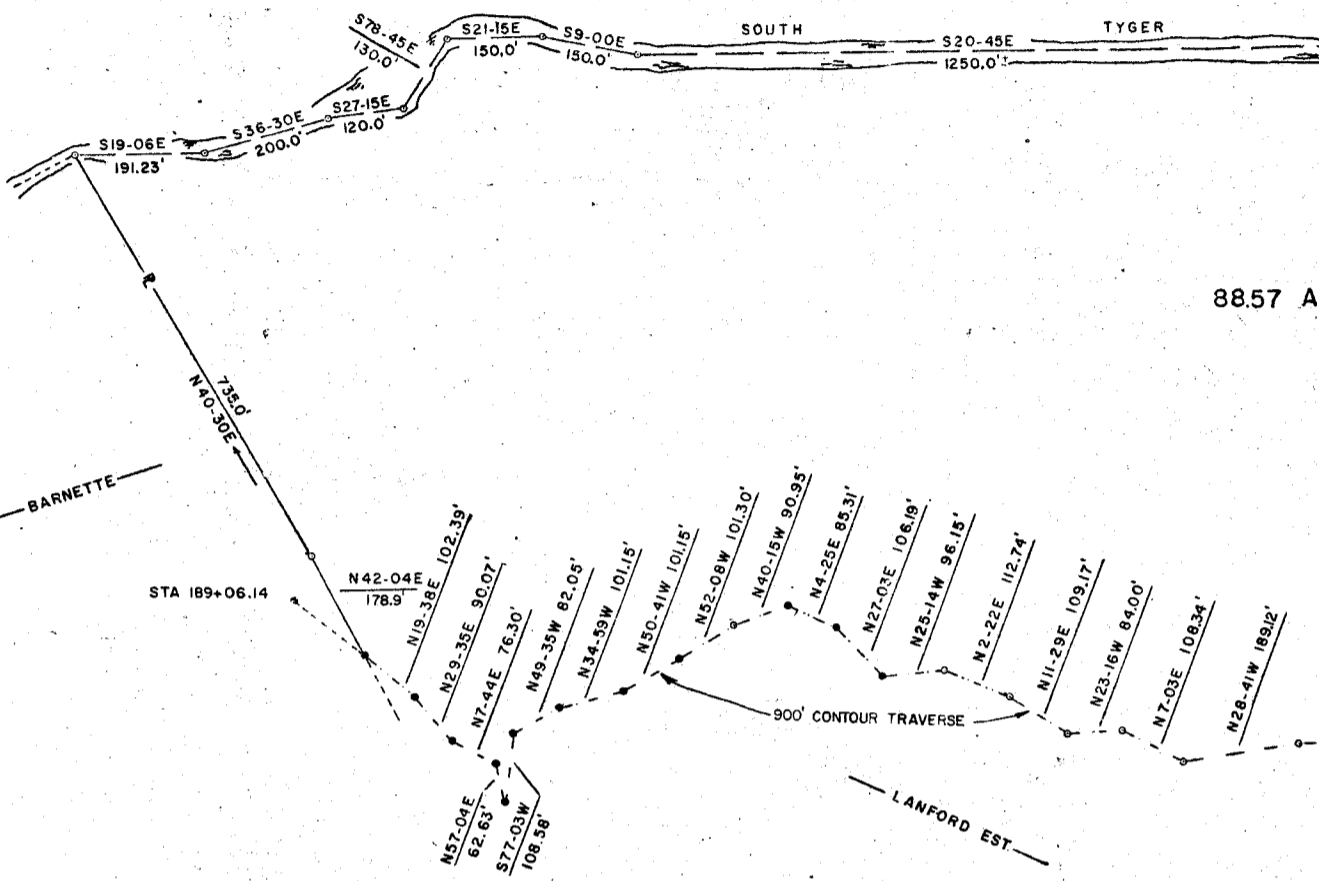 S78-45E
130.0'
S21-15E
150.0'
S9-00E
150.0'
SOUTH TYGER
S20-45E
1250.0'±
S19-06E
191.23'
S36-30E
200.0'
S27-15E
120.0'
88.57 A
735.0'
N40-30E
BARNETTE
STA 189+06.14
N42-04E
178.9'
N19-38E 102.39'
N29-35E 90.07'
N7-44E 76.30'
N49-35W 82.05'
N34-59W 101.15'
N50-41W 101.15'
N52-08W 101.30'
N40-15W 90.95'
N4-25E 85.31'
N27-03E 106.19'
N25-14W 96.15'
N2-22E 112.74'
N11-29E 109.17'
N23-16W 84.00'
N7-03E 108.34'
N28-41W 189.12'
900' CONTOUR TRAVERSE
N57-04E
62.63'
S77-03W
108.58'
LANFORD EST.